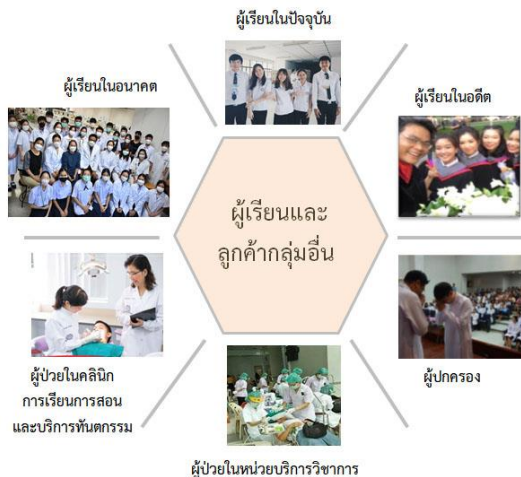 ผู้เรียนในปัจจุบัน
ผู้เรียนในอนาคต
ผู้เรียนในอดีต
ผู้เรียนและ
ลูกค้ากลุ่มอื่น
ผู้ป่วยในคลินิก
การเรียนการสอน
และบริการทันตกรรม
ผู้ปกครอง
ผู้ป่วยในหน่วยบริการวิชาการ